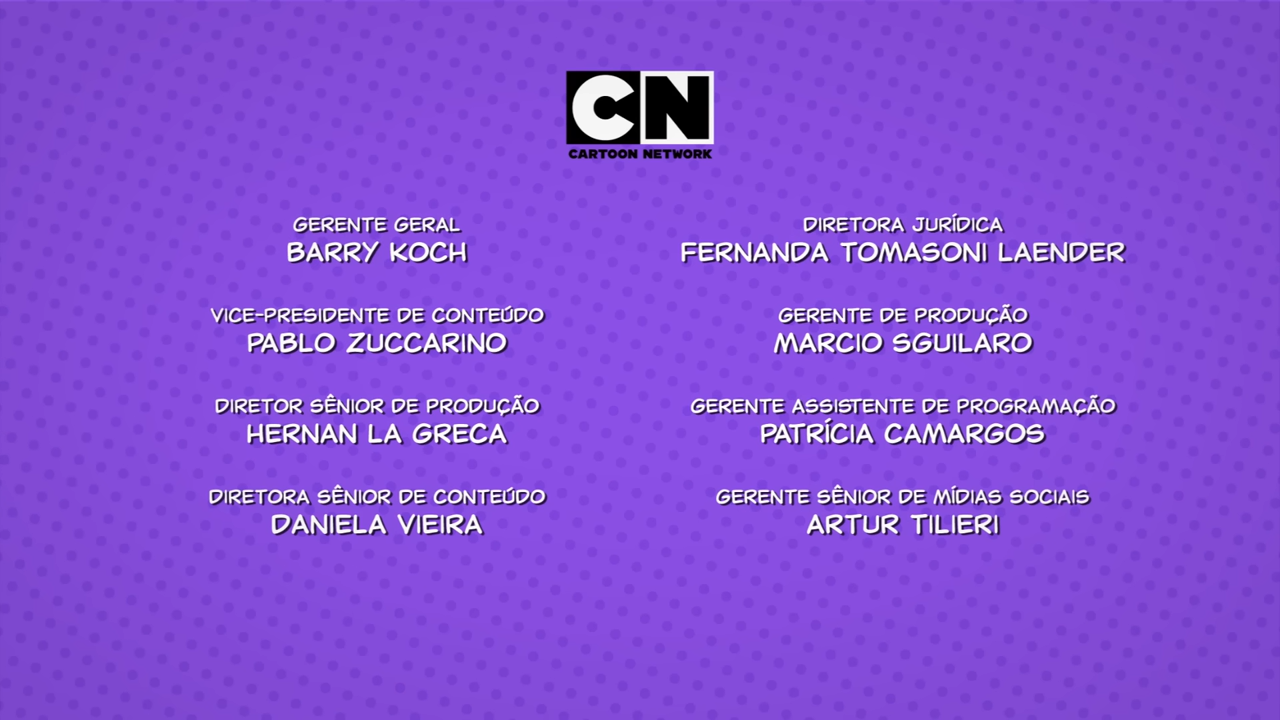 CN
CARTOON NETWORK
GERENTE GERAL
BARRY KOCH
VICE-PRESIDENTE DE CONTEÚDO
PABLO ZUCCARINO
DIRETOR SÊNIOR DE PRODUÇÃO
HERNAN LA GRECA
DIRETORA SÊNIOR DE CONTEÚDO
DANIELA VIEIRA
DIRETORA JURÍDICA
FERNANDA TOMASONI LAENDER
GERENTE DE PRODUÇÃO
MARCIO SGUILARO
GERENTE ASSISTENTE DE PROGRAMAÇÃO
PATRÍCIA CAMARGOS
GERENTE SÊNIOR DE MÍDIAS SOCIAIS
ARTUR TILIERI